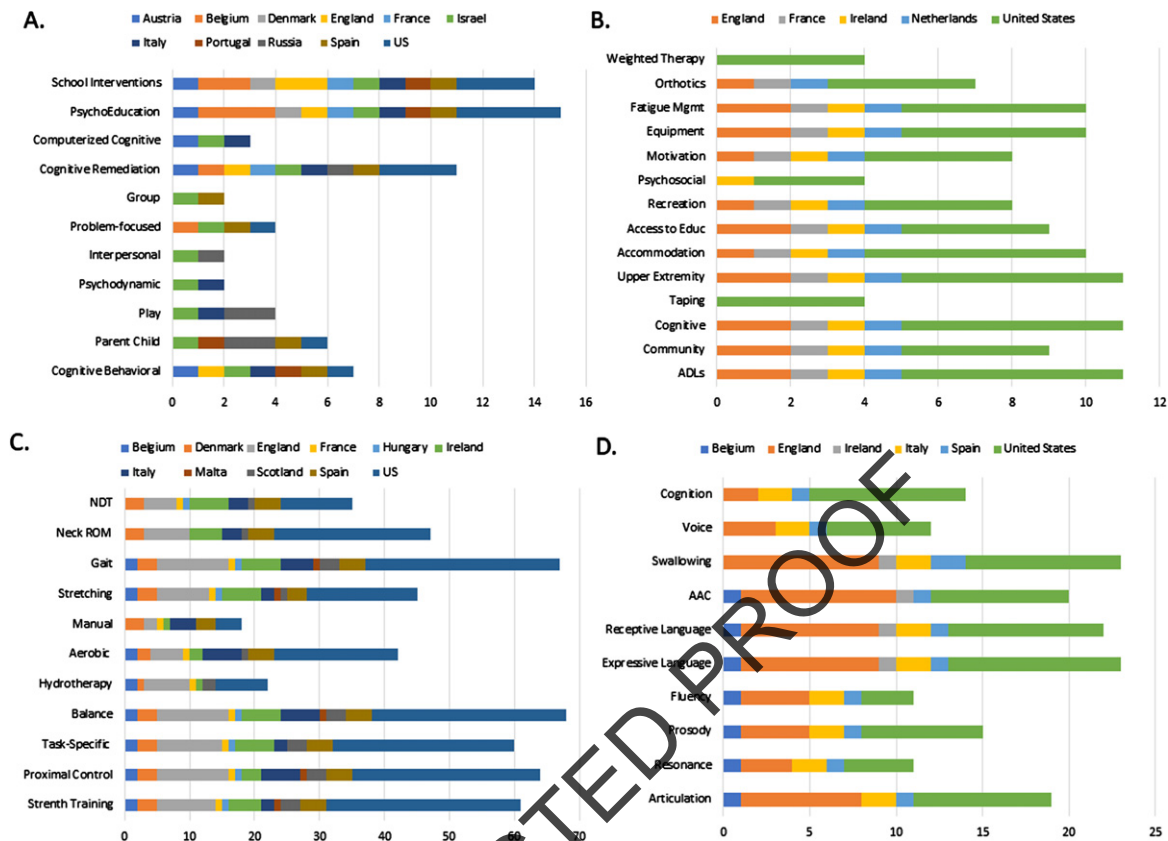 A.
Austria Belgium Denmark England France Israel
Italy Portugal Russia Spain US
School Interventions
PsychoEducation
Computerized Cognitive
Cognitive Remediation
Group
Problem-focused
Interpersonal
Psychodynamic
Play
Parent Child
Cognitive Behavioral
0 2 4 6 8 10 12 14 16
B.
England France Ireland Netherlands United States
Weighted Therapy
Orthotics
Fatigue Mgmt
Equipment
Motivation
Psychosocial
Recreation
Access to Educ
Accommodation
Upper Extremity
Taping
Cognitive
Community
ADLs
0 2 4 6 8 10 12
C.
Belgium Denmark England France Hungary Ireland
Italy Malta Scotland Spain US
NDT
Neck ROM
Gait
Stretching
Manual
Aerobic
Hydrotherapy
Balance
Task-Specific
Proximal Control
Strenth Training
0 10 20 30 40 50 60 70
D.
Belgium England Ireland Italy Spain United States
Cognition
Voice
Swallowing
AAC
Receptive Language
Expressive Language
Fluency
Prosody
Resonance
Articulation
0 5 10 15 20 25
TED PROOF